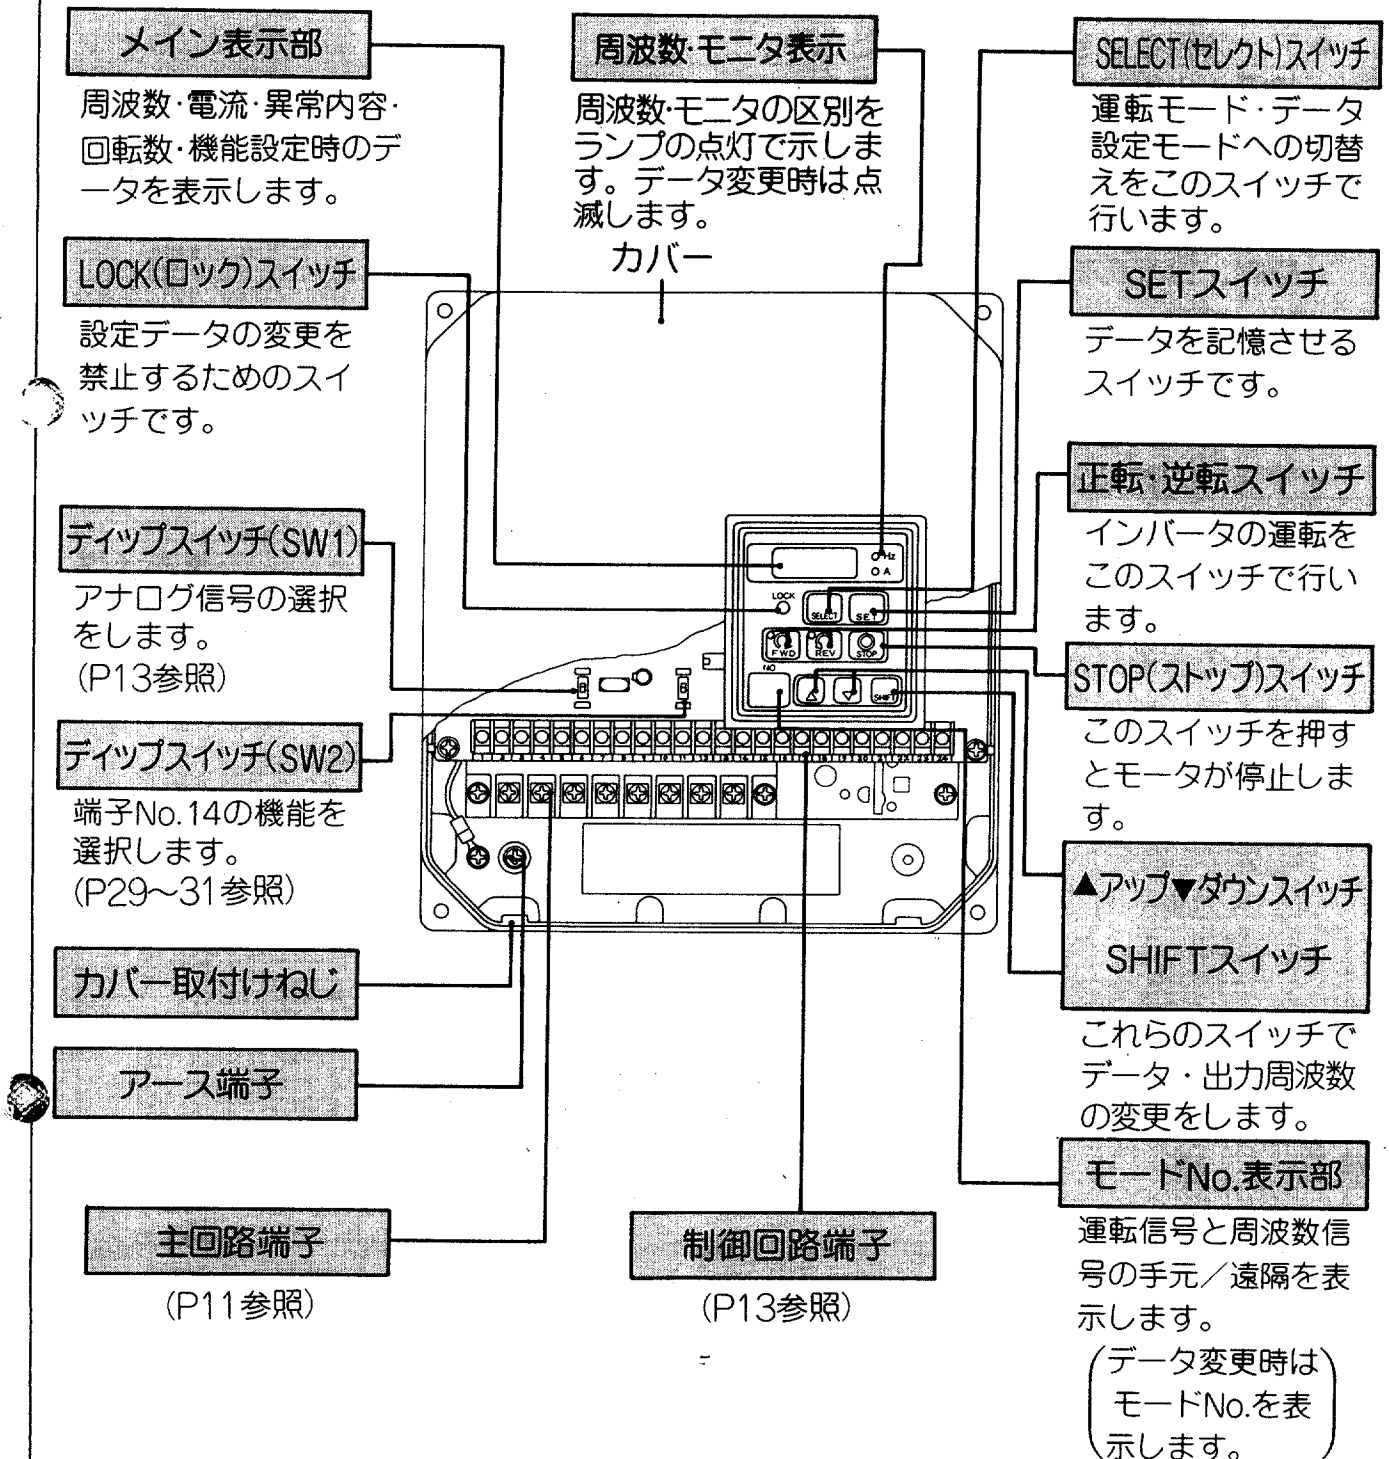 メイン表示部
周波数･電流･異常内容･
回転数･機能設定時のデ
ータを表示します。
LOCK(ロック)スイッチ
設定データの変更を
禁止するためのスイ
ッチです。
ディップスイッチ(SW1)
アナログ信号の選択
をします。
(P13参照)
ディップスイッチ(SW2)
端子No.14の機能を
選択します。
(P29〜31参照)
カバー取付けねじ
アース端子
主回路端子
(P11参照)
周波数･モニタ表示
周波数･モニタの区別を
ランプの点灯で示しま
す。データ変更時は点
滅します。
カバー
Hz
A
LOCK
SELECT
SET
FWD
REV
STOP
NO
SHIFT
制御回路端子
(P13参照)
SELECT(セレクト)スイッチ
運転モード･データ
設定モードへの切替
えをこのスイッチで
行います。
SETスイッチ
データを記憶させる
スイッチです。
正転･逆転スイッチ
インバータの運転を
このスイッチで行い
ます。
STOP(ストップ)スイッチ
このスイッチを押す
とモータが停止しま
す。
▲アップ▼ダウンスイッチ
SHIFTスイッチ
これらのスイッチで
データ・出力周波数
の変更をします。
モードNo.表示部
運転信号と周波数信
号の手元／遠隔を表
示します。
(データ変更時は
モードNo.を表
示します。)